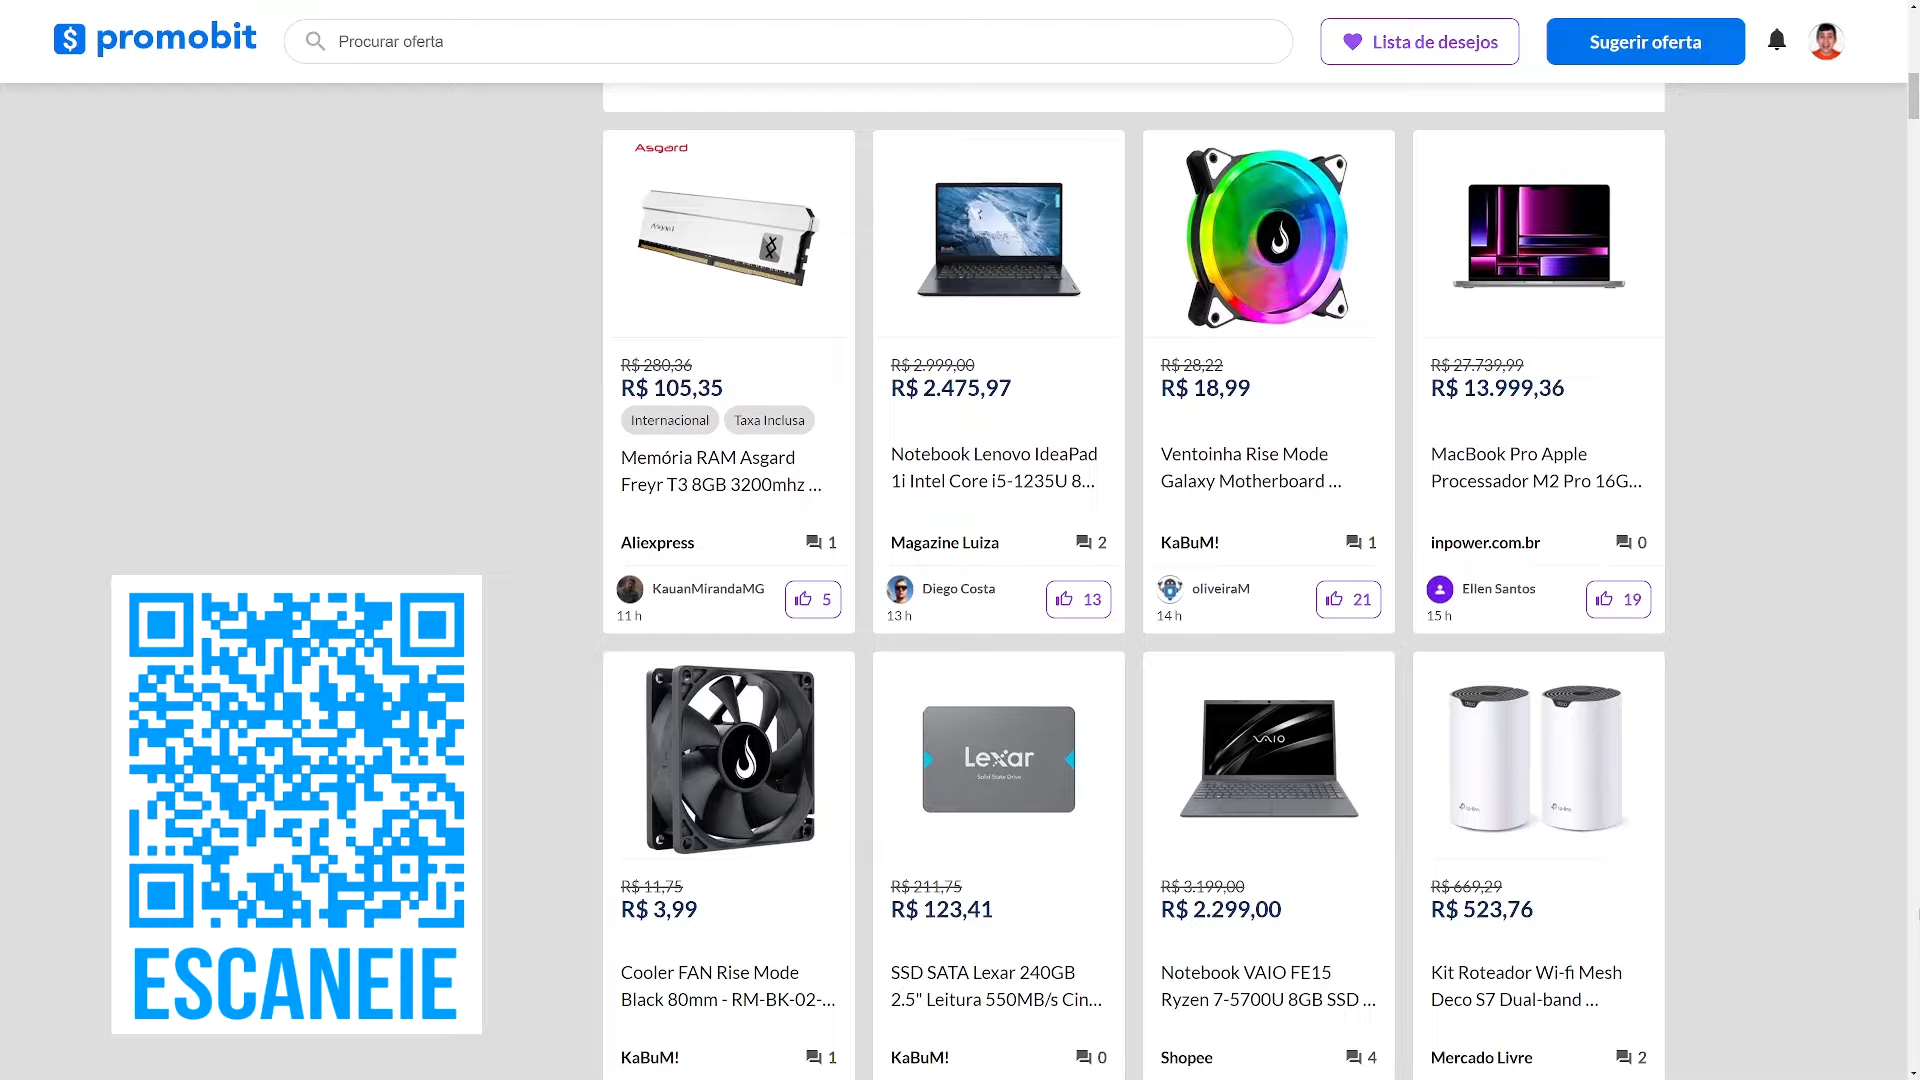 promobit
Procurar oferta
Lista de desejos
Sugerir oferta
Asgard
R$ 280,36
R$ 105,35
Internacional
Taxa Inclusa
Memória RAM Asgard
Freyr T3 8GB 3200mhz ...
Aliexpress
1
KauanMirandaMG
11 h
5
R$ 2.999,00
R$ 2.475,97
Notebook Lenovo IdeaPad
1i Intel Core i5-1235U 8...
Magazine Luiza
2
Diego Costa
13 h
13
R$ 28,22
R$ 18,99
Ventoinha Rise Mode
Galaxy Motherboard ...
KaBuM!
1
oliveiraM
14 h
21
R$ 27.739,99
R$ 13.999,36
MacBook Pro Apple
Processador M2 Pro 16G...
inpower.com.br
0
Ellen Santos
15 h
19
R$ 11,75
R$ 3,99
Cooler FAN Rise Mode
Black 80mm - RM-BK-02-...
KaBuM!
1
Lexar
Solid State Drive
R$ 211,75
R$ 123,41
SSD SATA Lexar 240GB
2.5" Leitura 550MB/s Cin...
KaBuM!
0
VAIO
R$ 3.199,00
R$ 2.299,00
Notebook VAIO FE15
Ryzen 7-5700U 8GB SSD ...
Shopee
4
tp-link
tp-link
R$ 669,29
R$ 523,76
Kit Roteador Wi-fi Mesh
Deco S7 Dual-band ...
Mercado Livre
2
ESCANEIE